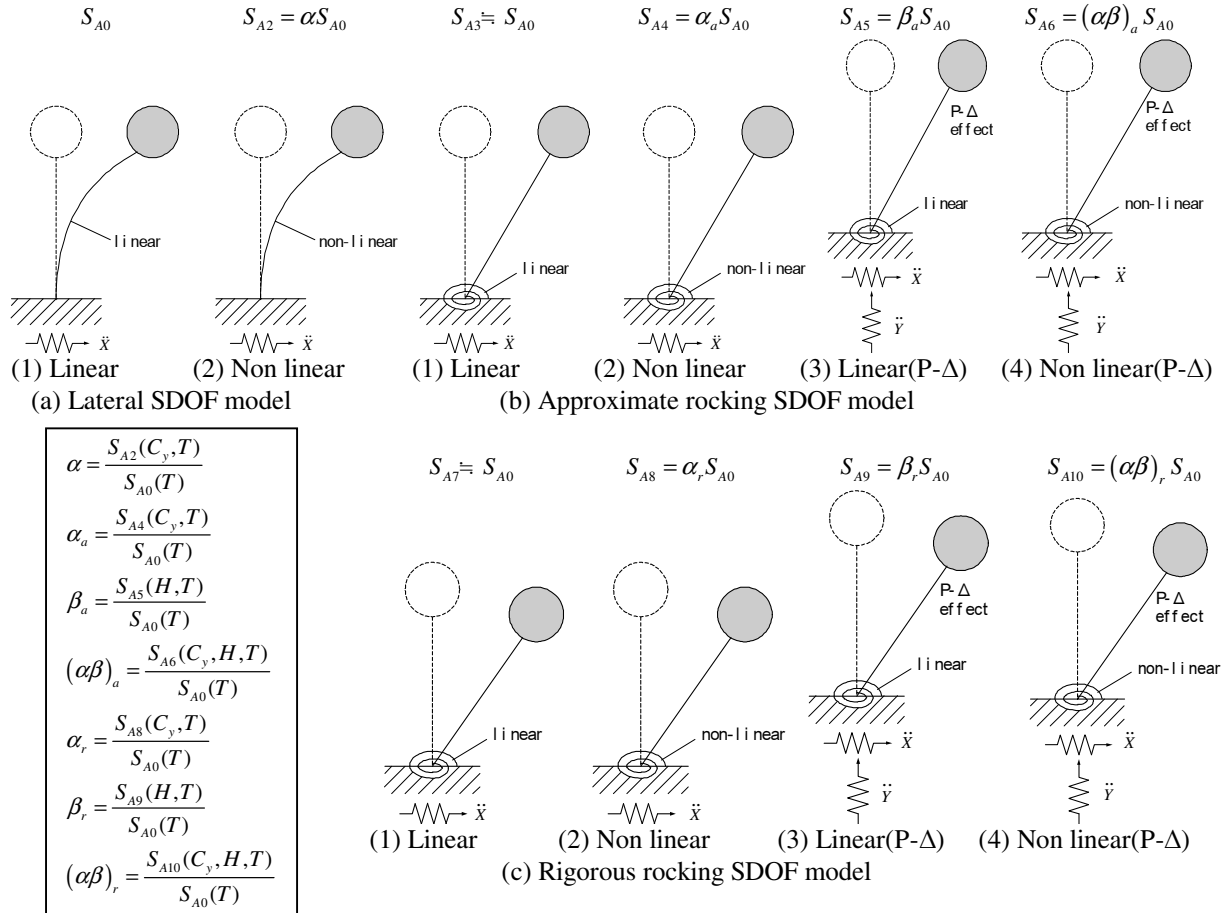 S_{A0} S_{A2} = αS_{A0} S_{A3} ≒ S_{A0} S_{A4} = α_a S_{A0} S_{A5} = β_a S_{A0} S_{A6} = (αβ)_a S_{A0}
P-Δ effect P-Δ effect
linear non-linear linear non-linear linear non-linear
Ẍ Ẍ Ẍ Ẍ Ẍ Ÿ Ẍ Ÿ
(1) Linear (2) Non linear (1) Linear (2) Non linear (3) Linear(P-Δ) (4) Non linear(P-Δ)
(a) Lateral SDOF model (b) Approximate rocking SDOF model
α = S_{A2}(C_y,T) / S_{A0}(T)
α_a = S_{A4}(C_y,T) / S_{A0}(T)
β_a = S_{A5}(H,T) / S_{A0}(T)
(αβ)_a = S_{A6}(C_y,H,T) / S_{A0}(T)
α_r = S_{A8}(C_y,T) / S_{A0}(T)
β_r = S_{A9}(H,T) / S_{A0}(T)
(αβ)_r = S_{A10}(C_y,H,T) / S_{A0}(T)
S_{A7} ≒ S_{A0} S_{A8} = α_r S_{A0} S_{A9} = β_r S_{A0} S_{A10} = (αβ)_r S_{A0}
P-Δ effect P-Δ effect
linear non-linear linear non-linear
Ẍ Ẍ Ẍ Ÿ Ẍ Ÿ
(1) Linear (2) Non linear (3) Linear(P-Δ) (4) Non linear(P-Δ)
(c) Rigorous rocking SDOF model